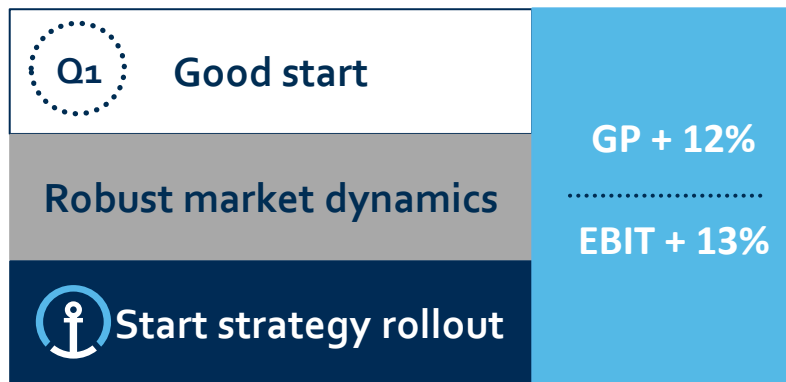 Q1 Good start
Robust market dynamics
Start strategy rollout
GP + 12%
EBIT + 13%